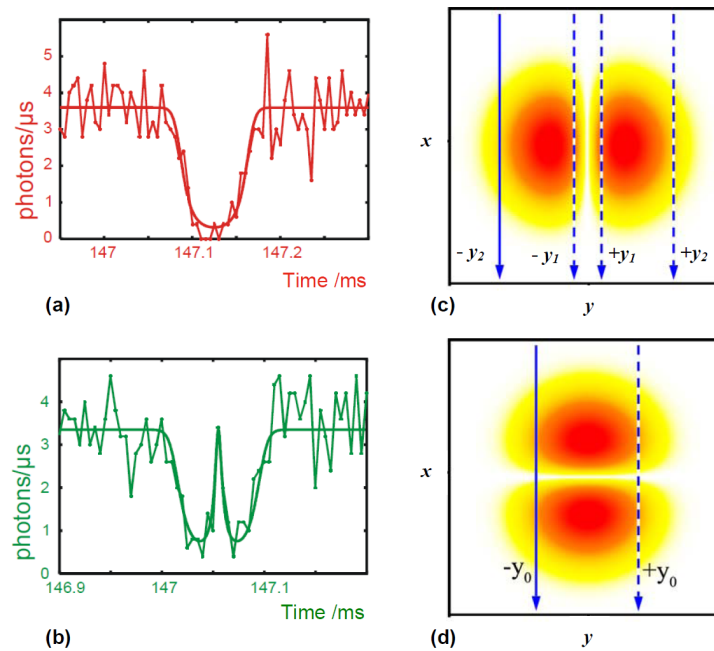 5
4
3
2
1
0
photons/µs
147
147.1
147.2
Time /ms
(a)
x
- y2
- y1
+y1
+y2
y
(c)
5
4
3
2
1
0
photons/µs
146.9
147
147.1
Time /ms
(b)
x
-y0
+y0
y
(d)